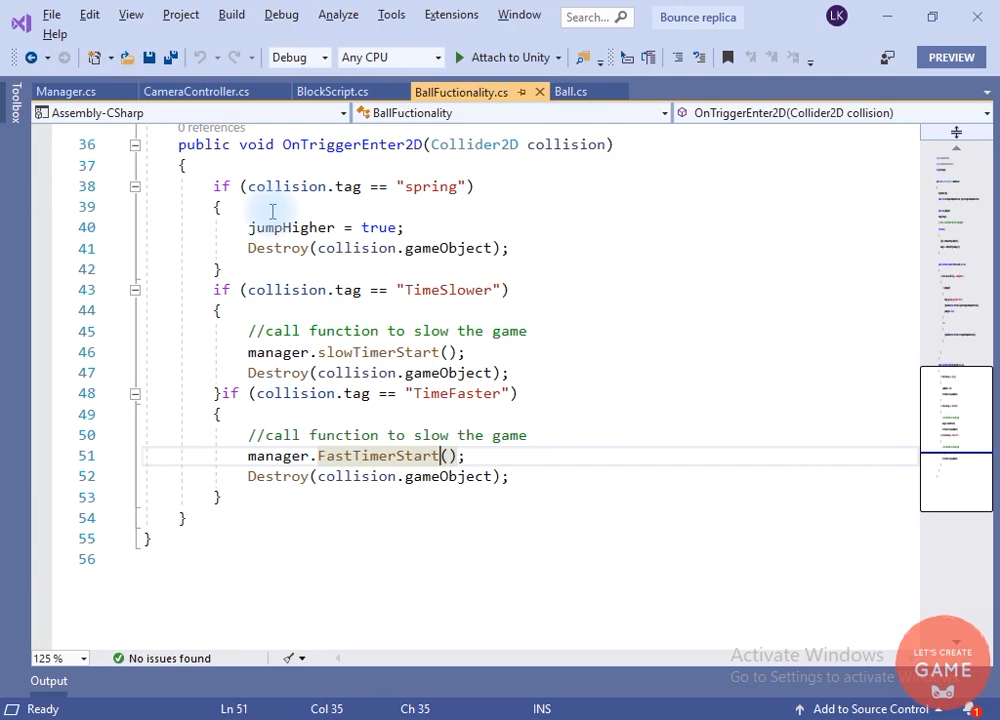 File Edit View Project Build Debug Analyze Tools Extensions Window Search... Bounce replica LK
Help
Debug Any CPU Attach to Unity PREVIEW
Toolbox
Manager.cs CameraController.cs BlockScript.cs BallFuctionality.cs Ball.cs
Assembly-CSharp BallFuctionality OnTriggerEnter2D(Collider2D collision)
0 references
36 public void OnTriggerEnter2D(Collider2D collision)
37 {
38 if (collision.tag == "spring")
39 {
40 jumpHigher = true;
41 Destroy(collision.gameObject);
42 }
43 if (collision.tag == "TimeSlower")
44 {
45 //call function to slow the game
46 manager.slowTimerStart();
47 Destroy(collision.gameObject);
48 }if (collision.tag == "TimeFaster")
49 {
50 //call function to slow the game
51 manager.FastTimerStart();
52 Destroy(collision.gameObject);
53 }
54 }
55 }
56
125 % No issues found
Activate Windows
Go to Settings to activate
LET'S CREATE
GAME
Output
Ready Ln 51 Col 35 Ch 35 INS Add to Source Control 1